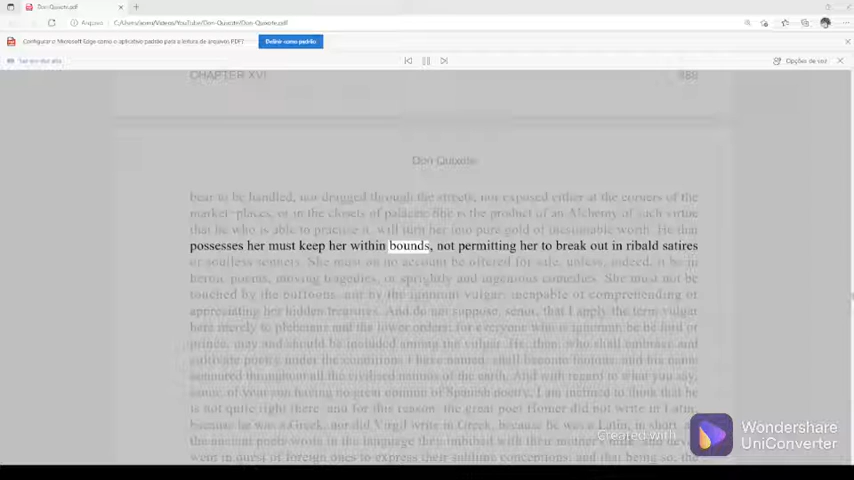 Don Quixote.pdf
Arquivo
C:/Users/ /Videos/YouTube/Don-Quixote/Don-Quixote.pdf
Configurar o Microsoft Edge como o aplicativo padrão para a leitura de arquivos PDF?
Definir como padrão
Opções de voz
CHAPTER XVI
Don Quixote
bear to be handled, nor dragged through the streets, nor exposed either at the corners of the
market-places, or in the closets of palaces. She is the product of an Alchemy of such virtue
that he who is able to practise it, will turn her into pure gold of inestimable worth. He that
possesses her must keep her within bounds, not permitting her to break out in ribald satires
or soulless sonnets. She must on no account be offered for sale, unless, indeed, it be in
heroic poems, moving tragedies, or sprightly and ingenious comedies. She must not be
touched by the buffoons, nor by the ignorant vulgar, incapable of comprehending or
appreciating her hidden treasures. And do not suppose, senor, that I apply the term vulgar
here merely to plebeians and the lower orders; for everyone who is ignorant, be he lord or
prince, may and should be included among the vulgar. He, then, who shall embrace and
cultivate poetry under the conditions I have named, shall become famous, and his name
honoured throughout all the civilised nations of the earth. And with regard to what you say,
senor, of your son having no great opinion of Spanish poetry, I am inclined to think that he
is not quite right there, and for this reason: the great poet Homer did not write in Latin,
because he was a Greek, nor did Virgil write in Greek, because he was a Latin; in short,
the ancient poets wrote in the language they imbibed with their mother's milk, and never
went in quest of foreign ones to express their sublime conceptions; and that being so, the
Created with
Wondershare
UniConverter